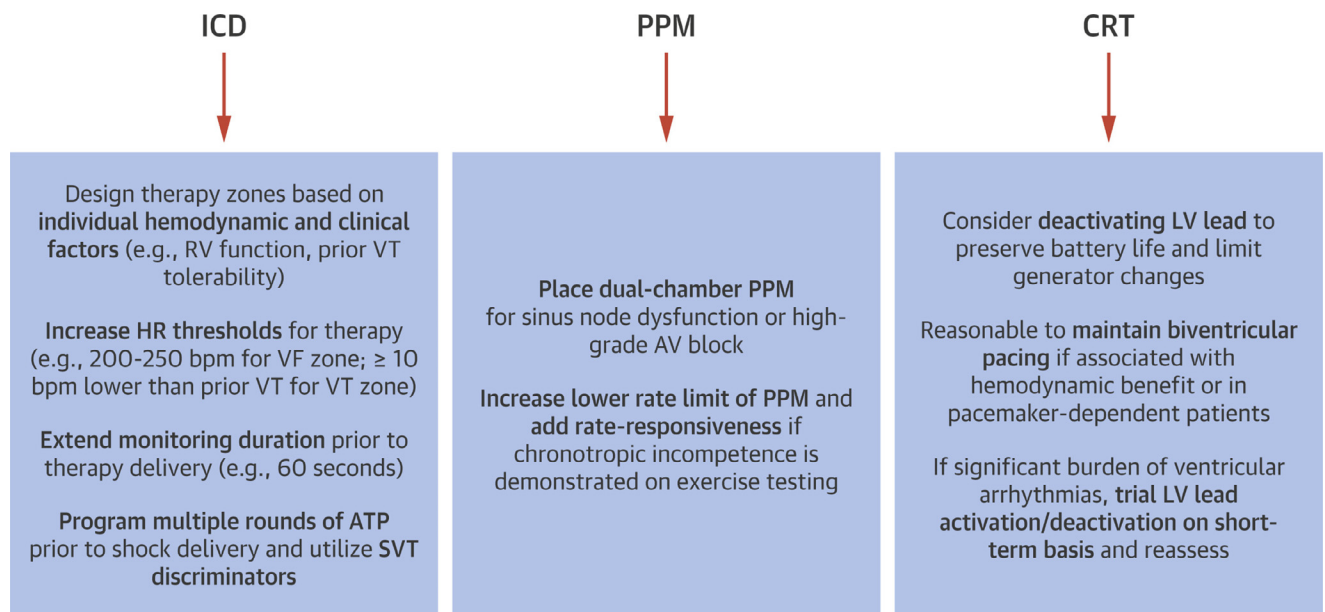 ICD
Design therapy zones based on
individual hemodynamic and clinical
factors (e.g., RV function, prior VT
tolerability)
Increase HR thresholds for therapy
(e.g., 200-250 bpm for VF zone; ≥ 10
bpm lower than prior VT for VT zone)
Extend monitoring duration prior to
therapy delivery (e.g., 60 seconds)
Program multiple rounds of ATP
prior to shock delivery and utilize SVT
discriminators
PPM
Place dual-chamber PPM
for sinus node dysfunction or high-
grade AV block
Increase lower rate limit of PPM and
add rate-responsiveness if
chronotropic incompetence is
demonstrated on exercise testing
CRT
Consider deactivating LV lead to
preserve battery life and limit
generator changes
Reasonable to maintain biventricular
pacing if associated with
hemodynamic benefit or in
pacemaker-dependent patients
If significant burden of ventricular
arrhythmias, trial LV lead
activation/deactivation on short-
term basis and reassess